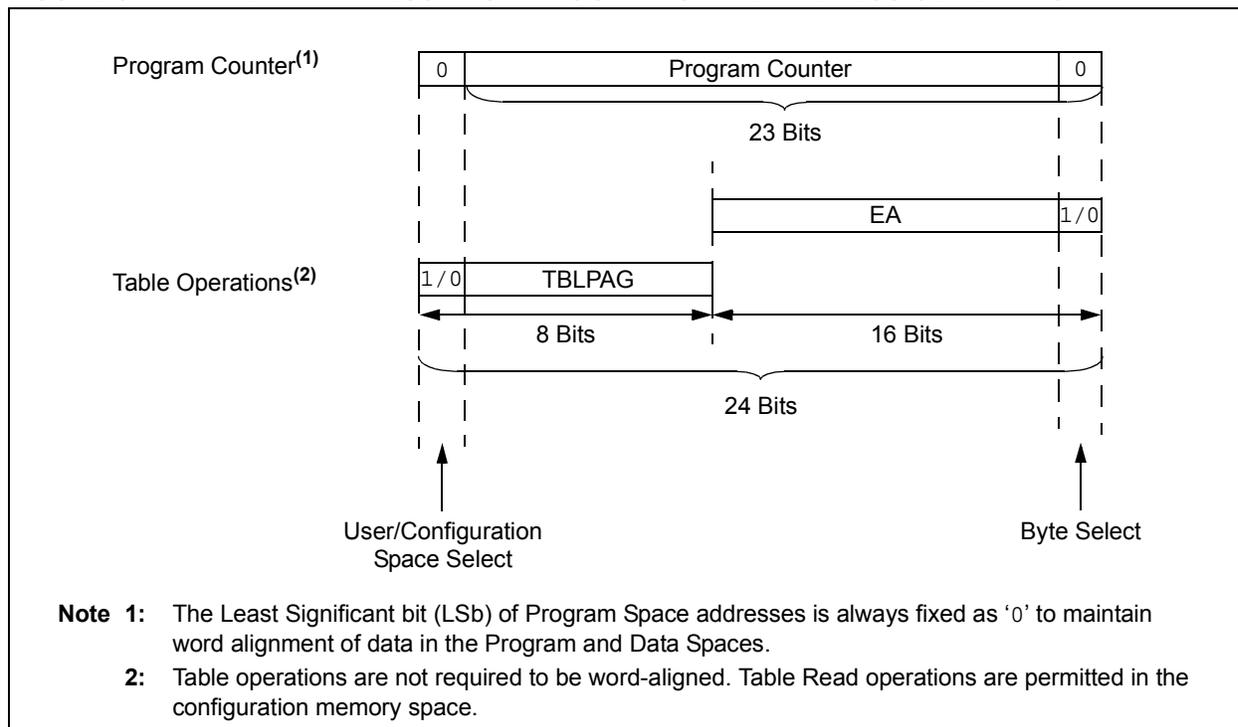 Program Counter(1)
0 Program Counter 0
23 Bits
EA 1/0
Table Operations(2)
1/0 TBLPAG
8 Bits 16 Bits
24 Bits
User/Configuration
Space Select
Byte Select
Note 1: The Least Significant bit (LSb) of Program Space addresses is always fixed as ‘0’ to maintain
word alignment of data in the Program and Data Spaces.
2: Table operations are not required to be word-aligned. Table Read operations are permitted in the
configuration memory space.